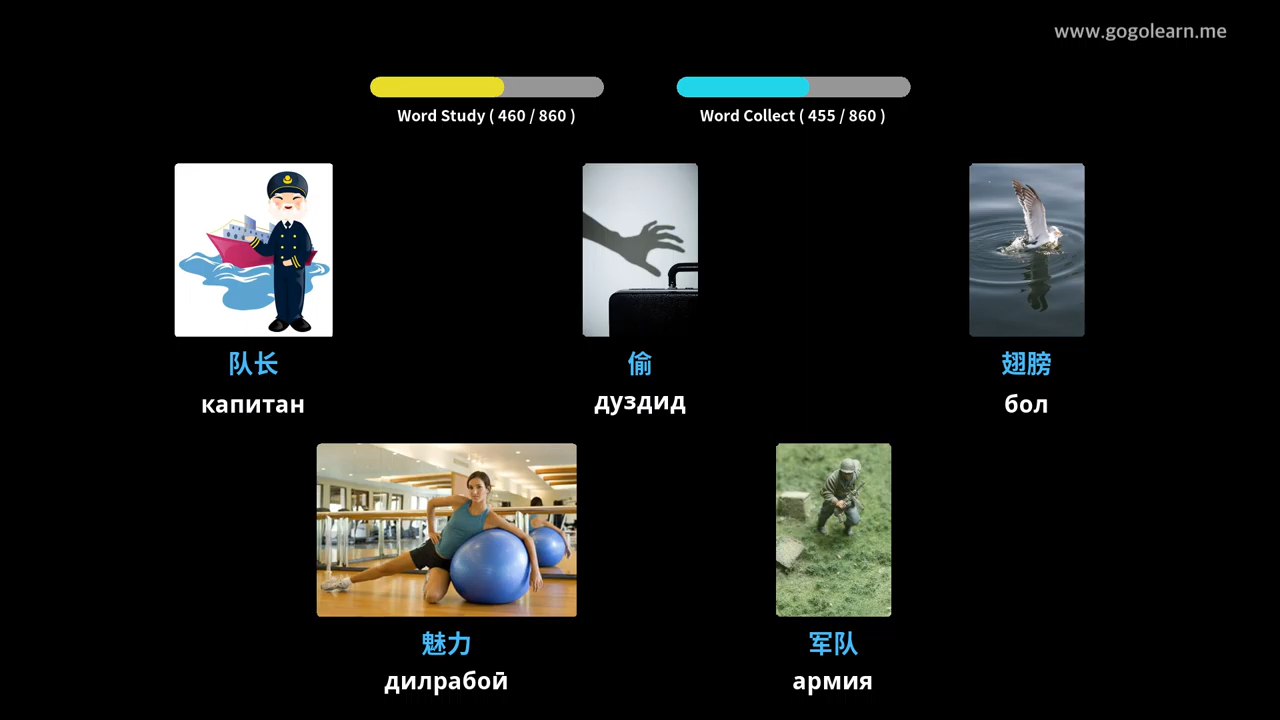 www.gogolearn.me
Word Study ( 460 / 860 )
Word Collect ( 455 / 860 )
队长
капитан
偷
дуздид
翅膀
бол
魅力
дилрабоӣ
军队
армия